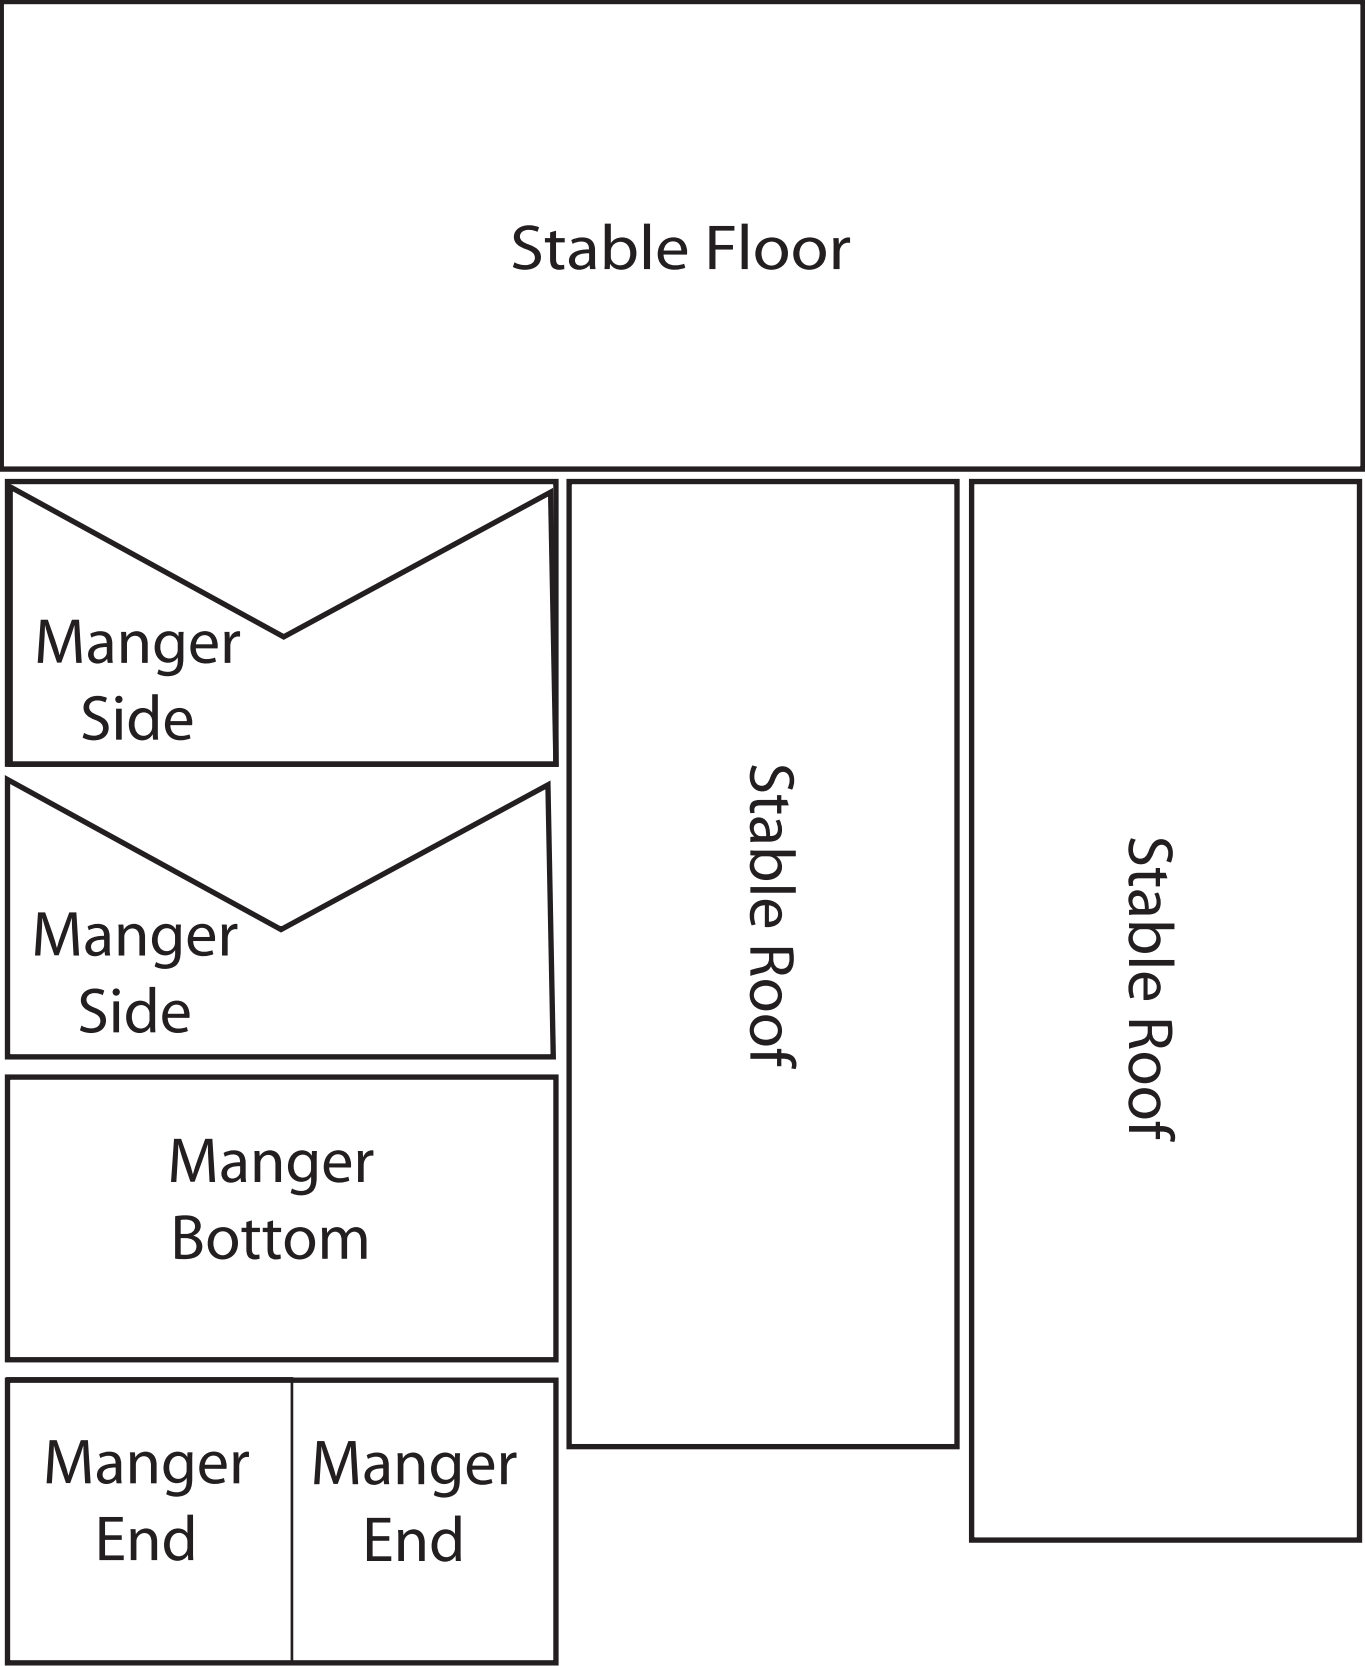 Stable Floor
Manger
Side
Manger
Side
Manger
Bottom
Manger
End
Manger
End
Stable Roof
Stable Roof